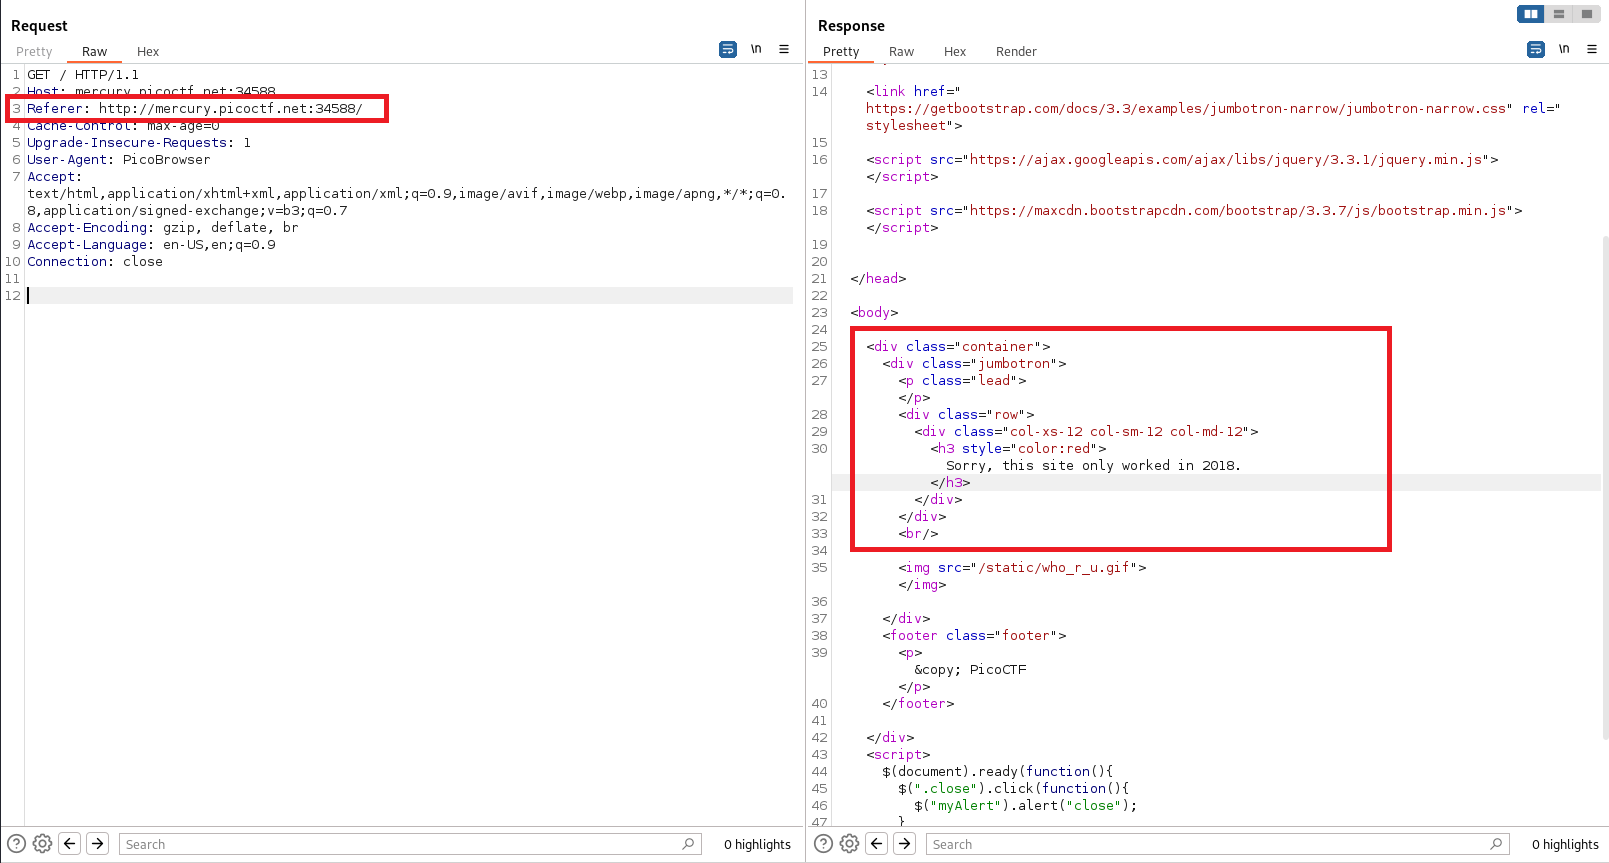 Request
Pretty Raw Hex
\n
1 GET / HTTP/1.1
2 Host: mercury.picoctf.net:34588
3 Referer: http://mercury.picoctf.net:34588/
4 Cache-Control: max-age=0
5 Upgrade-Insecure-Requests: 1
6 User-Agent: PicoBrowser
7 Accept:
text/html,application/xhtml+xml,application/xml;q=0.9,image/avif,image/webp,image/apng,*/*;q=0.
8,application/signed-exchange;v=b3;q=0.7
8 Accept-Encoding: gzip, deflate, br
9 Accept-Language: en-US,en;q=0.9
10 Connection: close
11
12
Search
0 highlights
Response
Pretty Raw Hex Render
\n
13
14 <link href="
https://getbootstrap.com/docs/3.3/examples/jumbotron-narrow/jumbotron-narrow.css" rel="
stylesheet">
15
16 <script src="https://ajax.googleapis.com/ajax/libs/jquery/3.3.1/jquery.min.js">
</script>
17
18 <script src="https://maxcdn.bootstrapcdn.com/bootstrap/3.3.7/js/bootstrap.min.js">
</script>
19
20
21 </head>
22
23 <body>
24
25 <div class="container">
26 <div class="jumbotron">
27 <p class="lead">
</p>
28 <div class="row">
29 <div class="col-xs-12 col-sm-12 col-md-12">
30 <h3 style="color:red">
Sorry, this site only worked in 2018.
</h3>
31 </div>
32 </div>
33 <br/>
34
35 <img src="/static/who_r_u.gif">
</img>
36
37 </div>
38 <footer class="footer">
39 <p>
&copy; PicoCTF
</p>
40 </footer>
41
42 </div>
43 <script>
44 $(document).ready(function(){
45 $(".close").click(function(){
46 $("myAlert").alert("close");
47 }
Search
0 highlights